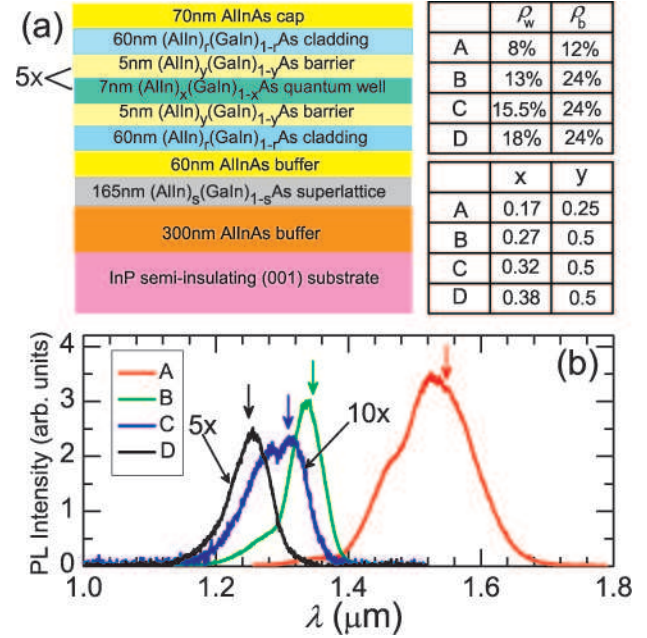 (a)
70nm AlInAs cap
60nm (AlIn)rGaIn)1-rAs cladding
5nm (AlIn)y(GaIn)1-yAs barrier
5x
7nm (AlIn)x(GaIn)1-xAs quantum well
5nm (AlIn)y(GaIn)1-yAs barrier
60nm (AlIn)r(GaIn)1-rAs cladding
60nm AlInAs buffer
165nm (AlIn)s(GaIn)1-sAs superlattice
300nm AlInAs buffer
InP semi-insulating (001) substrate
ρw ρb
A 8% 12%
B 13% 24%
C 15.5% 24%
D 18% 24%
x y
A 0.17 0.25
B 0.27 0.5
C 0.32 0.5
D 0.38 0.5
(b)
A
B
C
D
5x
10x
PL Intensity (arb. units)
4
3
2
1
0
1.0 1.2 1.4 1.6 1.8
λ (μm)